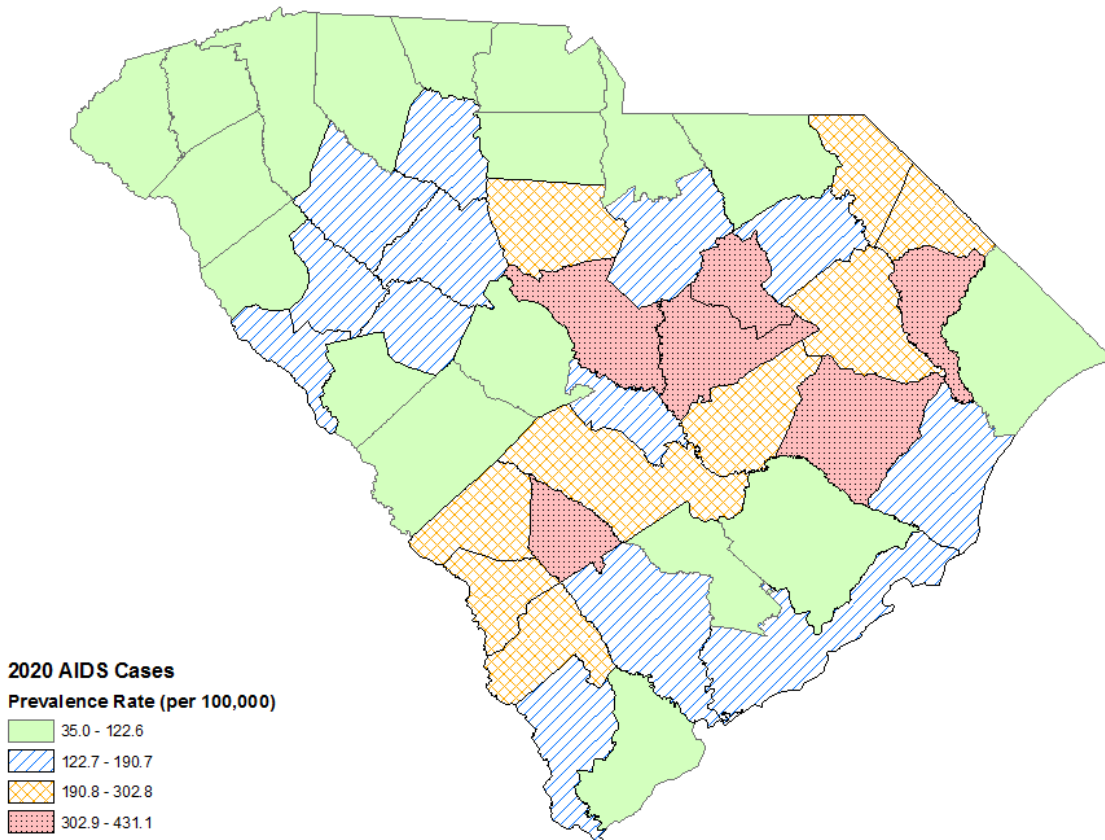 2020 AIDS Cases
Prevalence Rate (per 100,000)
35.0 - 122.6
122.7 - 190.7
190.8 - 302.8
302.9 - 431.1